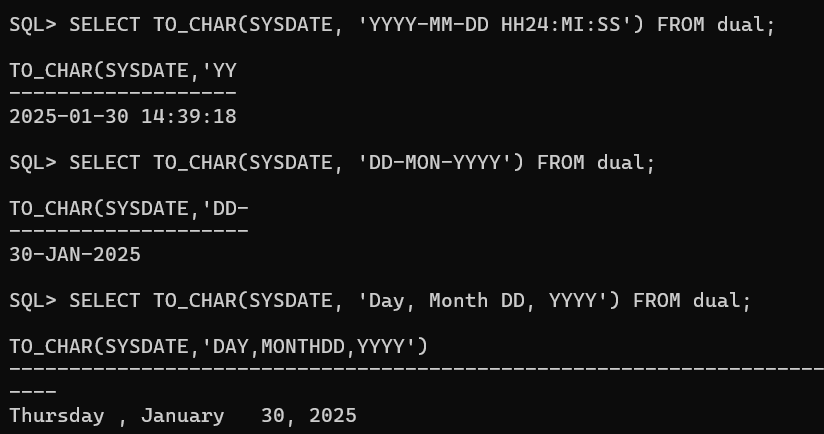 SQL> SELECT TO_CHAR(SYSDATE, 'YYYY-MM-DD HH24:MI:SS') FROM dual;
TO_CHAR(SYSDATE,'YY
-------------------
2025-01-30 14:39:18
SQL> SELECT TO_CHAR(SYSDATE, 'DD-MON-YYYY') FROM dual;
TO_CHAR(SYSDATE,'DD-
--------------------
30-JAN-2025
SQL> SELECT TO_CHAR(SYSDATE, 'Day, Month DD, YYYY') FROM dual;
TO_CHAR(SYSDATE,'DAY,MONTHDD,YYYY')
--------------------------------------------------------------------
----
Thursday , January   30, 2025